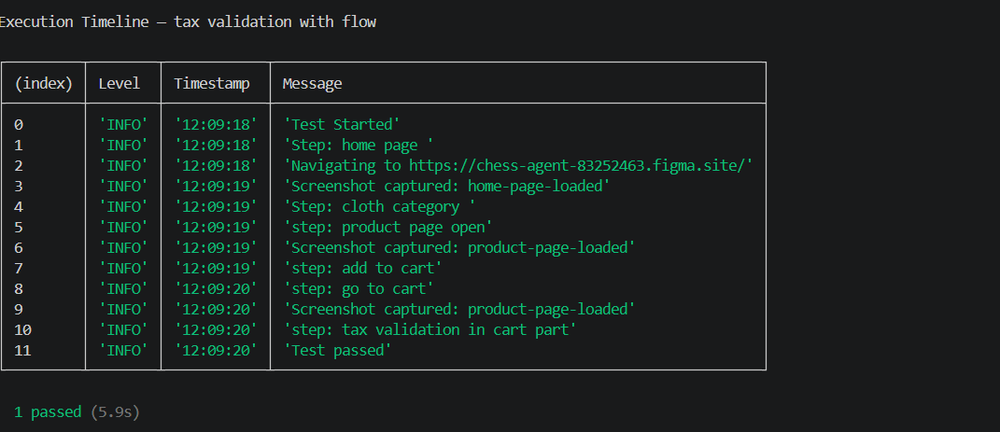 Execution Timeline — tax validation with flow
(index) Level Timestamp Message
0 'INFO' '12:09:18' 'Test Started'
1 'INFO' '12:09:18' 'Step: home page '
2 'INFO' '12:09:18' 'Navigating to https://chess-agent-83252463.figma.site/'
3 'INFO' '12:09:19' 'Screenshot captured: home-page-loaded'
4 'INFO' '12:09:19' 'Step: cloth category '
5 'INFO' '12:09:19' 'step: product page open'
6 'INFO' '12:09:19' 'Screenshot captured: product-page-loaded'
7 'INFO' '12:09:19' 'step: add to cart'
8 'INFO' '12:09:20' 'step: go to cart'
9 'INFO' '12:09:20' 'Screenshot captured: product-page-loaded'
10 'INFO' '12:09:20' 'step: tax validation in cart part'
11 'INFO' '12:09:20' 'Test passed'
1 passed (5.9s)